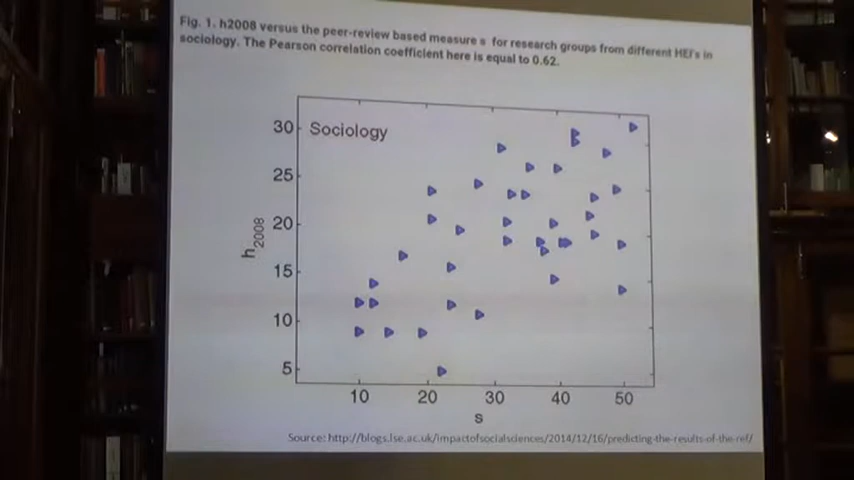 Fig. 1. h2008 versus the peer-review based measure s for research groups from different HEI's in
sociology. The Pearson correlation coefficient here is equal to 0.62.
Sociology
30
25
20
15
10
5
h2008
10 20 30 40 50
s
Source: http://blogs.lse.ac.uk/impactofsocialsciences/2014/12/16/predicting-the-results-of-the-ref/